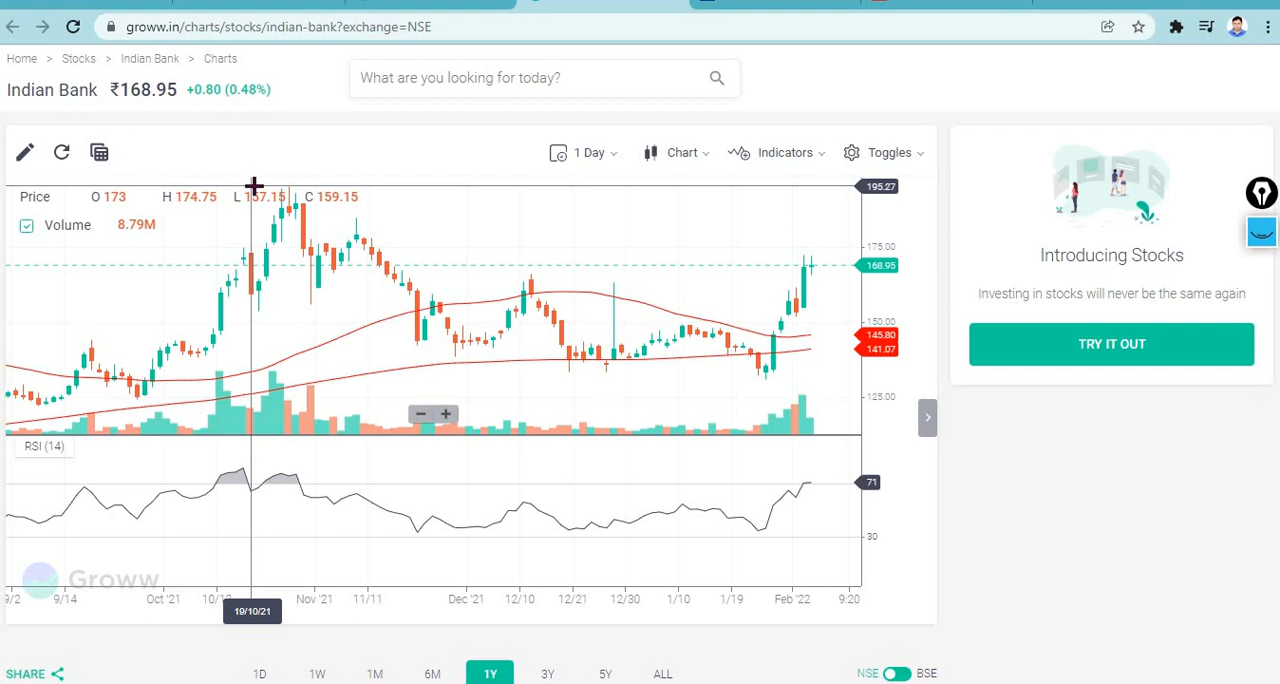 groww.in/charts/stocks/indian-bank?exchange=NSE
Home > Stocks > Indian Bank > Charts
What are you looking for today?
Indian Bank ₹168.95 +0.80 (0.48%)
1 Day Chart Indicators Toggles
Price O 173 H 174.75 L 157.15 C 159.15
Volume 8.79M
195.27
175.00
168.95
150.00
145.80
141.07
125.00
RSI (14)
71
30
Groww
9/2 9/14 Oct '21 10/1 Nov '21 11/11 Dec '21 12/10 12/21 12/30 1/10 1/19 Feb '22 9:20
19/10/21
Introducing Stocks
Investing in stocks will never be the same again
TRY IT OUT
SHARE 1D 1W 1M 6M 1Y 3Y 5Y ALL NSE BSE